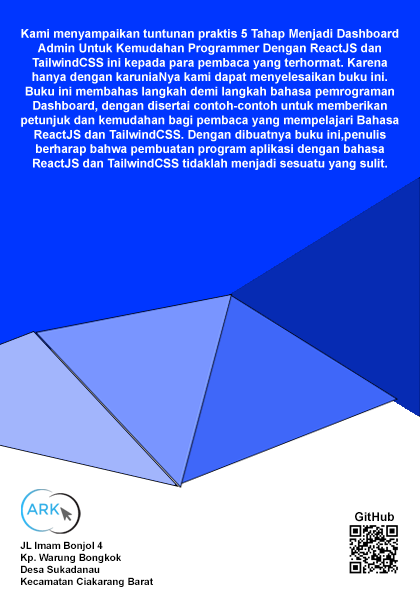 Kami menyampaikan tuntunan praktis 5 Tahap Menjadi Dashboard
Admin Untuk Kemudahan Programmer Dengan ReactJS dan
TailwindCSS ini kepada para pembaca yang terhormat. Karena
hanya dengan karuniaNya kami dapat menyelesaikan buku ini.
Buku ini membahas langkah demi langkah bahasa pemrograman
Dashboard, dengan disertai contoh-contoh untuk memberikan
petunjuk dan kemudahan bagi pembaca yang mempelajari Bahasa
ReactJS dan TailwindCSS. Dengan dibuatnya buku ini,penulis
berharap bahwa pembuatan program aplikasi dengan bahasa
ReactJS dan TailwindCSS tidaklah menjadi sesuatu yang sulit.
ARK
JL Imam Bonjol 4
Kp. Warung Bongkok
Desa Sukadanau
Kecamatan Ciakarang Barat
GitHub